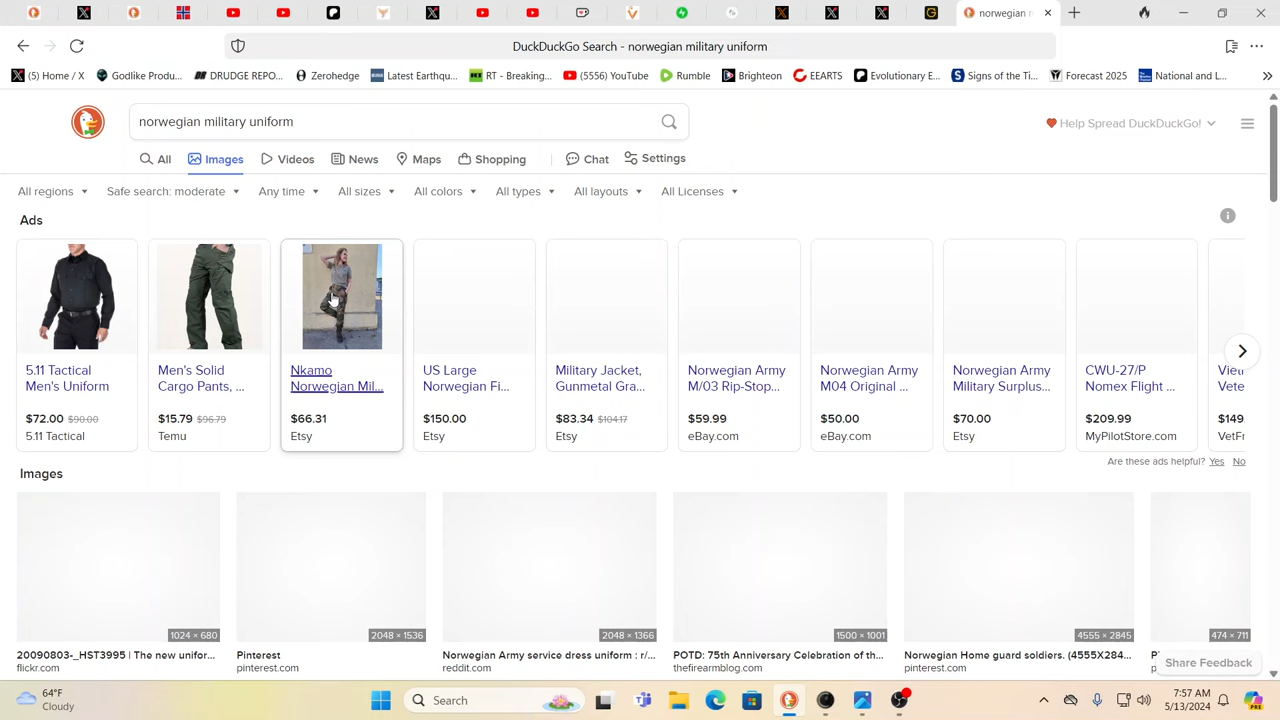 norwegian n
DuckDuckGo Search - norwegian military uniform
(5) Home / X
Godlike Produ...
DRUDGE REPO...
Zerohedge
Latest Earthqu...
RT - Breaking...
(5556) YouTube
Rumble
Brighteon
EEARTS
Evolutionary E...
Signs of the Ti...
Forecast 2025
National and L...
norwegian military uniform
Help Spread DuckDuckGo!
All
Images
Videos
News
Maps
Shopping
Chat
Settings
All regions
Safe search: moderate
Any time
All sizes
All colors
All types
All layouts
All Licenses
Ads
5.11 Tactical
Men's Uniform
$72.00 $90.00
5.11 Tactical
Men's Solid
Cargo Pants, ...
$15.79 $96.79
Temu
Nkamo
Norwegian Mil...
$66.31
Etsy
US Large
Norwegian Fi...
$150.00
Etsy
Military Jacket,
Gunmetal Gra...
$83.34 $104.17
Etsy
Norwegian Army
M/03 Rip-Stop...
$59.99
eBay.com
Norwegian Army
M04 Original ...
$50.00
eBay.com
Norwegian Army
Military Surplus...
$70.00
Etsy
CWU-27/P
Nomex Flight ...
$209.99
MyPilotStore.com
Viet
Vete
$149
VetFr
Are these ads helpful? Yes No
Images
1024 × 680
20090803-_HST3995 | The new unifor...
flickr.com
2048 × 1536
Pinterest
pinterest.com
2048 × 1366
Norwegian Army service dress uniform : r/...
reddit.com
1500 × 1001
POTD: 75th Anniversary Celebration of th...
thefirearmblog.com
4555 × 2845
Norwegian Home guard soldiers. (4555X284...
pinterest.com
474 × 711
Share Feedback
64°F
Cloudy
Search
7:57 AM
5/13/2024
PRE